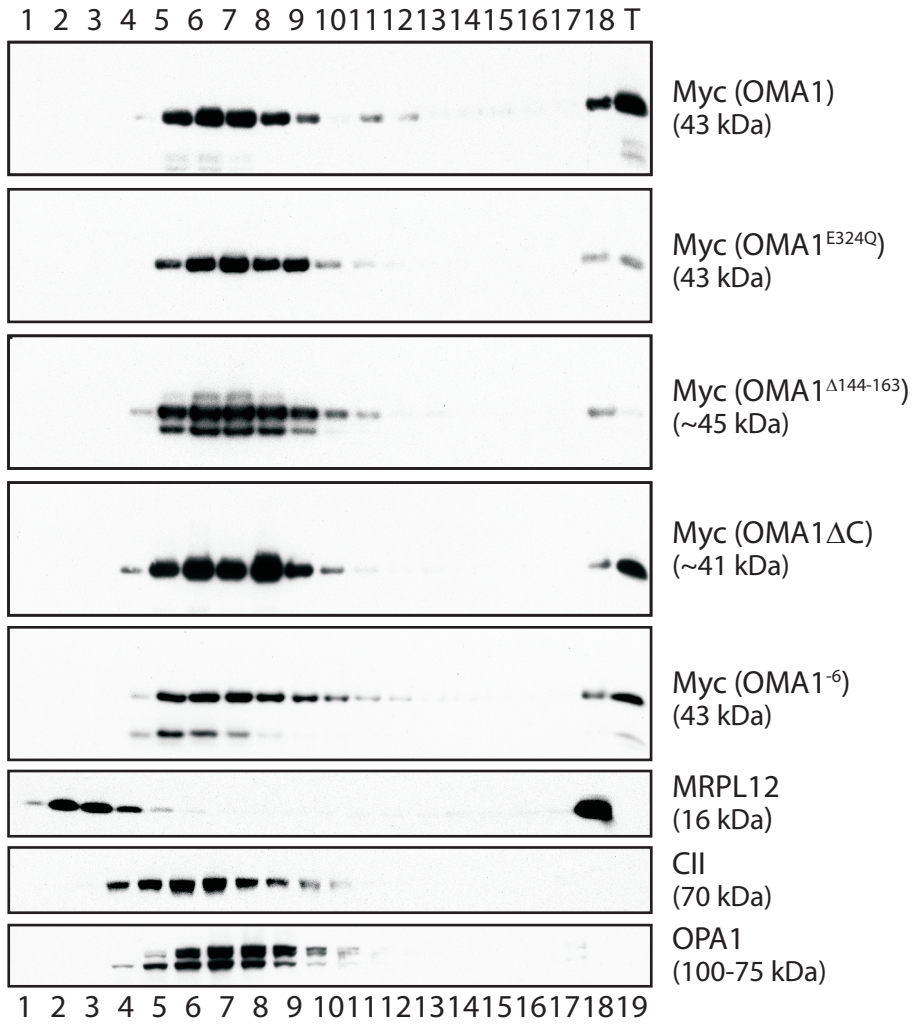 1 2 3 4 5 6 7 8 9 10 11 12 13 14 15 16 17 18 T
Myc (OMA1)
(43 kDa)
Myc (OMA1E324Q)
(43 kDa)
Myc (OMA1Δ144-163)
(~45 kDa)
Myc (OMA1ΔC)
(~41 kDa)
Myc (OMA1-6)
(43 kDa)
MRPL12
(16 kDa)
CII
(70 kDa)
OPA1
(100-75 kDa)
1 2 3 4 5 6 7 8 9 10 11 12 13 14 15 16 17 18 19